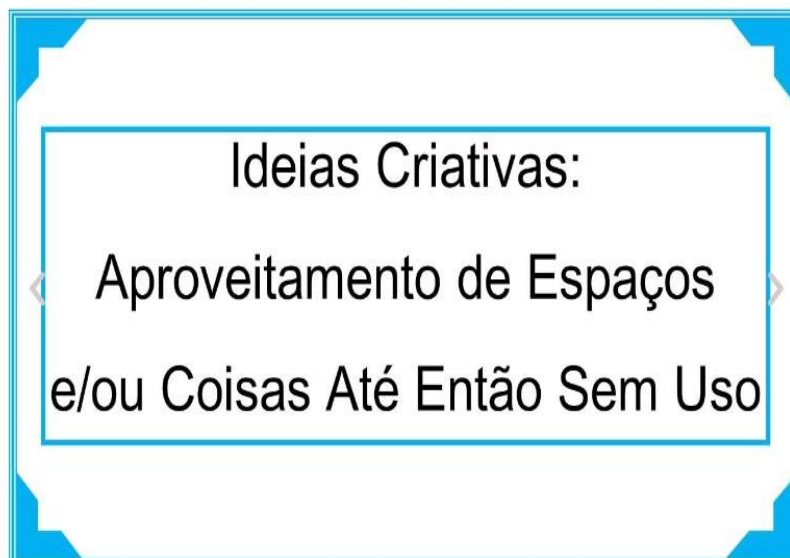 Ideias Criativas:
Aproveitamento de Espaços
e/ou Coisas Até Então Sem Uso